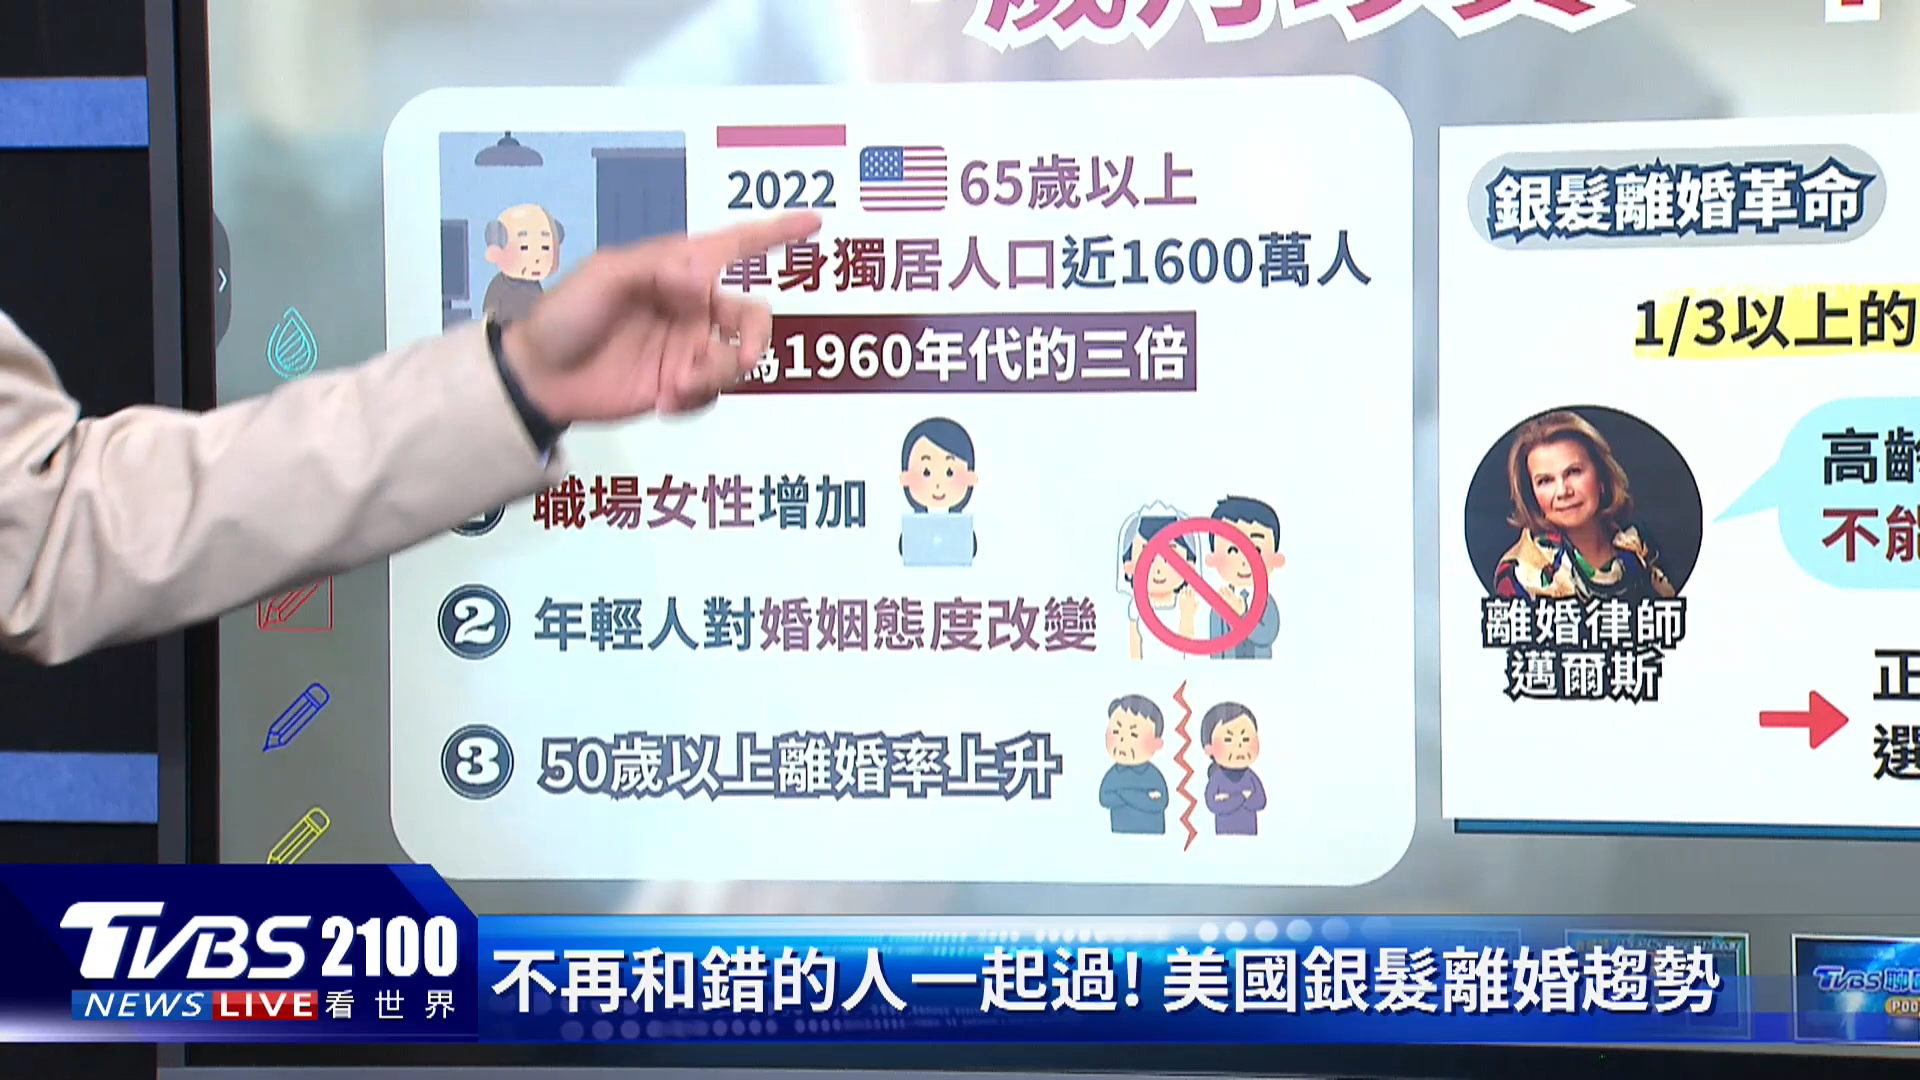 2022
65歲以上
單身獨居人口近1600萬人
為1960年代的三倍
職場女性增加
2 年輕人對婚姻態度改變
3 50歲以上離婚率上升
銀髮離婚革命
1/3以上的
高齡
不能
離婚律師
邁爾斯
正
選
TVBS 2100
NEWS LIVE 看世界
不再和錯的人一起過! 美國銀髮離婚趨勢
TVBS